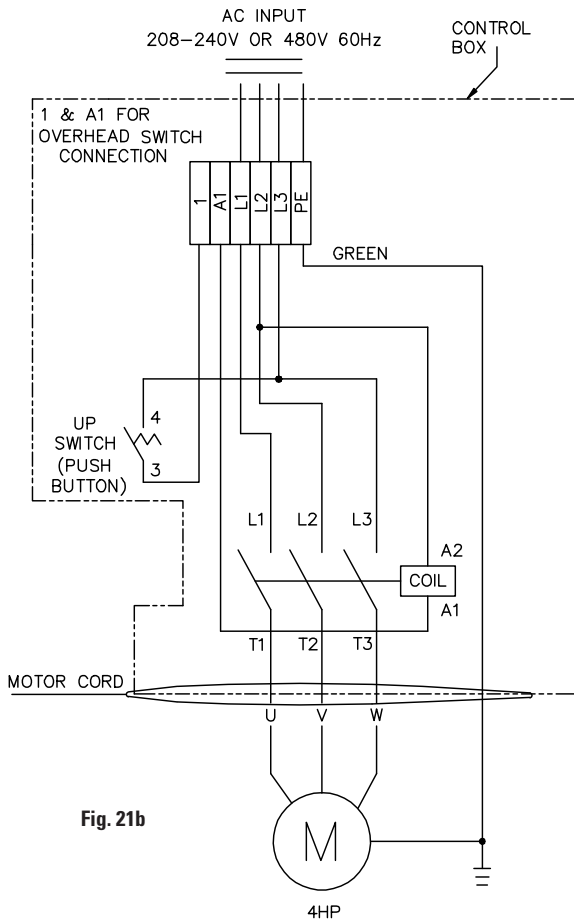 AC INPUT
208-240V OR 480V 60Hz
CONTROL
BOX
1 & A1 FOR
OVERHEAD SWITCH
CONNECTION
1
A1
L1
L2
L3
PE
GREEN
4
UP
SWITCH
(PUSH
BUTTON)
3
L1
L2
L3
A2
COIL
A1
T1
T2
T3
MOTOR CORD
U
V
W
M
Fig. 21b
4HP